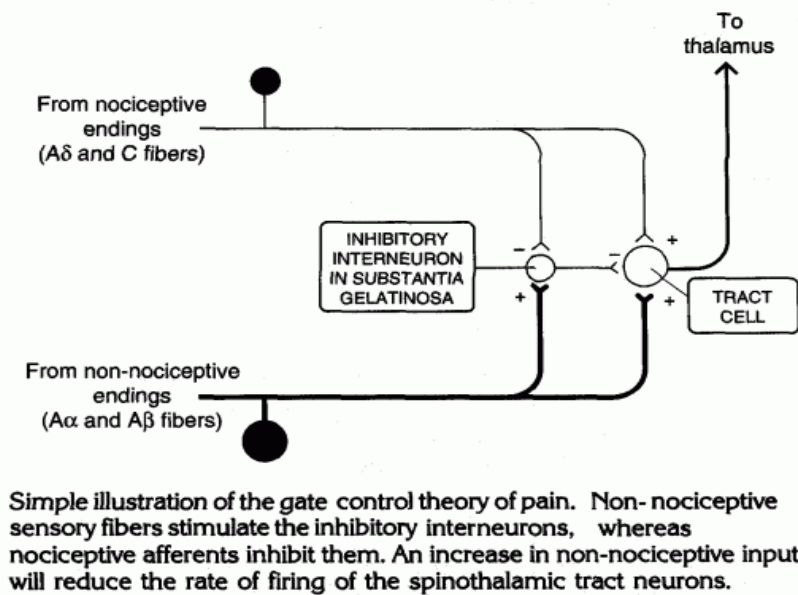 To
thalamus
From nociceptive
endings
(Aδ and C fibers)
INHIBITORY
INTERNEURON
IN SUBSTANTIA
GELATINOSA
−
+
−
+
+
TRACT
CELL
From non-nociceptive
endings
(Aα and Aβ fibers)
Simple illustration of the gate control theory of pain. Non-nociceptive
sensory fibers stimulate the inhibitory interneurons, whereas
nociceptive afferents inhibit them. An increase in non-nociceptive input
will reduce the rate of firing of the spinothalamic tract neurons.